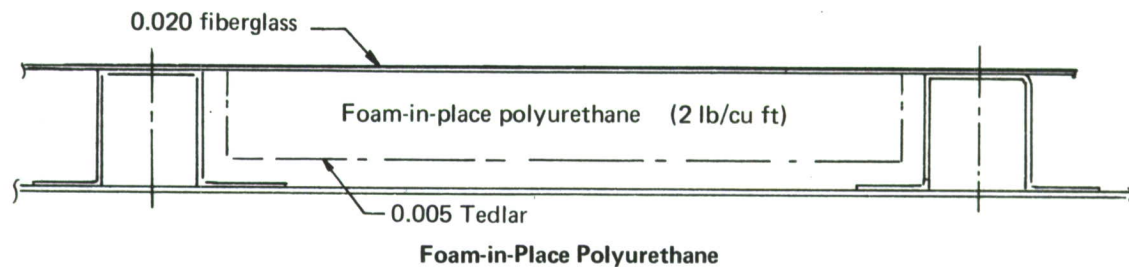 0.020 fiberglass
Foam-in-place polyurethane (2 lb/cu ft)
0.005 Tedlar
Foam-in-Place Polyurethane